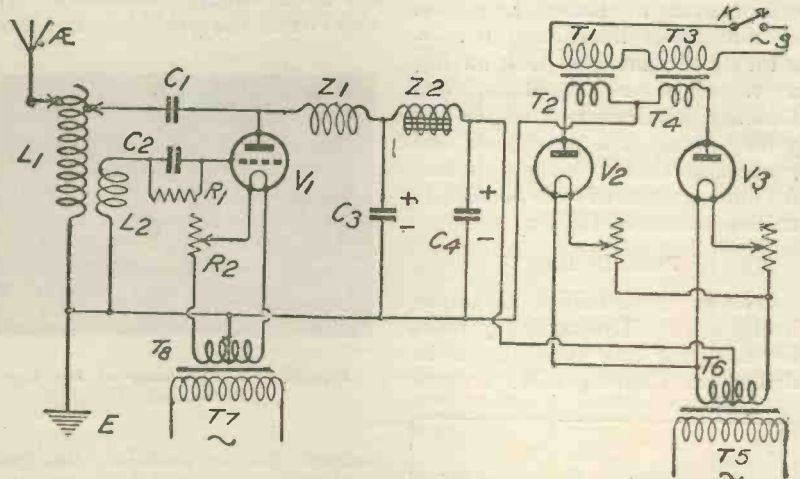 Æ
K
T1
T3
~S
C1
Z1
Z2
T2
T4
C2
L1
R1
V1
V2
V3
L2
C3
+
-
C4
+
-
R2
T8
T6
E
T7
~
T5
~